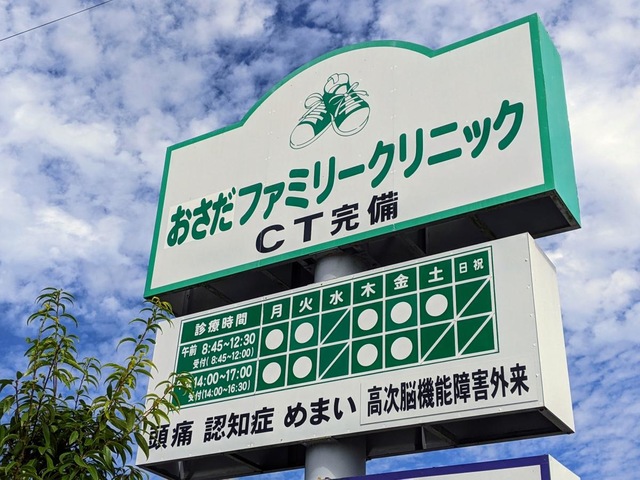 おさだファミリークリニック
CT完備
診療時間 月 火 水 木 金 土 日 祝
午前 8:45~12:30 ● ● ／ ● ● ● ／
受付(8:45~12:00)
14:00~17:00 ● ● ／ ● ● ／ ／
受付(14:00~16:30)
頭痛 認知症 めまい 高次脳機能障害外来